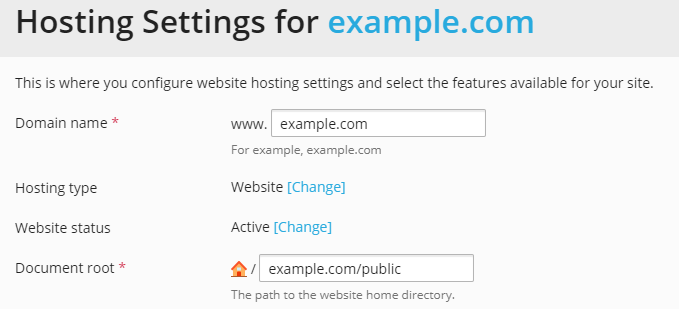 Hosting Settings for example.com
This is where you configure website hosting settings and select the features available for your site.
Domain name * www. example.com
For example, example.com
Hosting type Website [Change]
Website status Active [Change]
Document root * / example.com/public
The path to the website home directory.